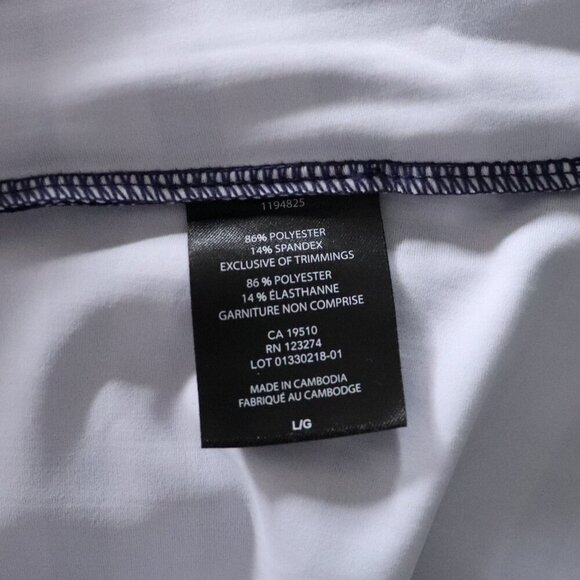 1194825
86% POLYESTER
14% SPANDEX
EXCLUSIVE OF TRIMMINGS
86 % POLYESTER
14 % ÉLASTHANNE
GARNITURE NON COMPRISE
CA 19510
RN 123274
LOT 01330218-01
MADE IN CAMBODIA
FABRIQUÉ AU CAMBODGE
L/G